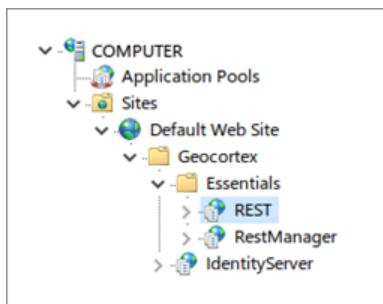 COMPUTER
Application Pools
Sites
Default Web Site
Geocortex
Essentials
REST
RestManager
IdentityServer